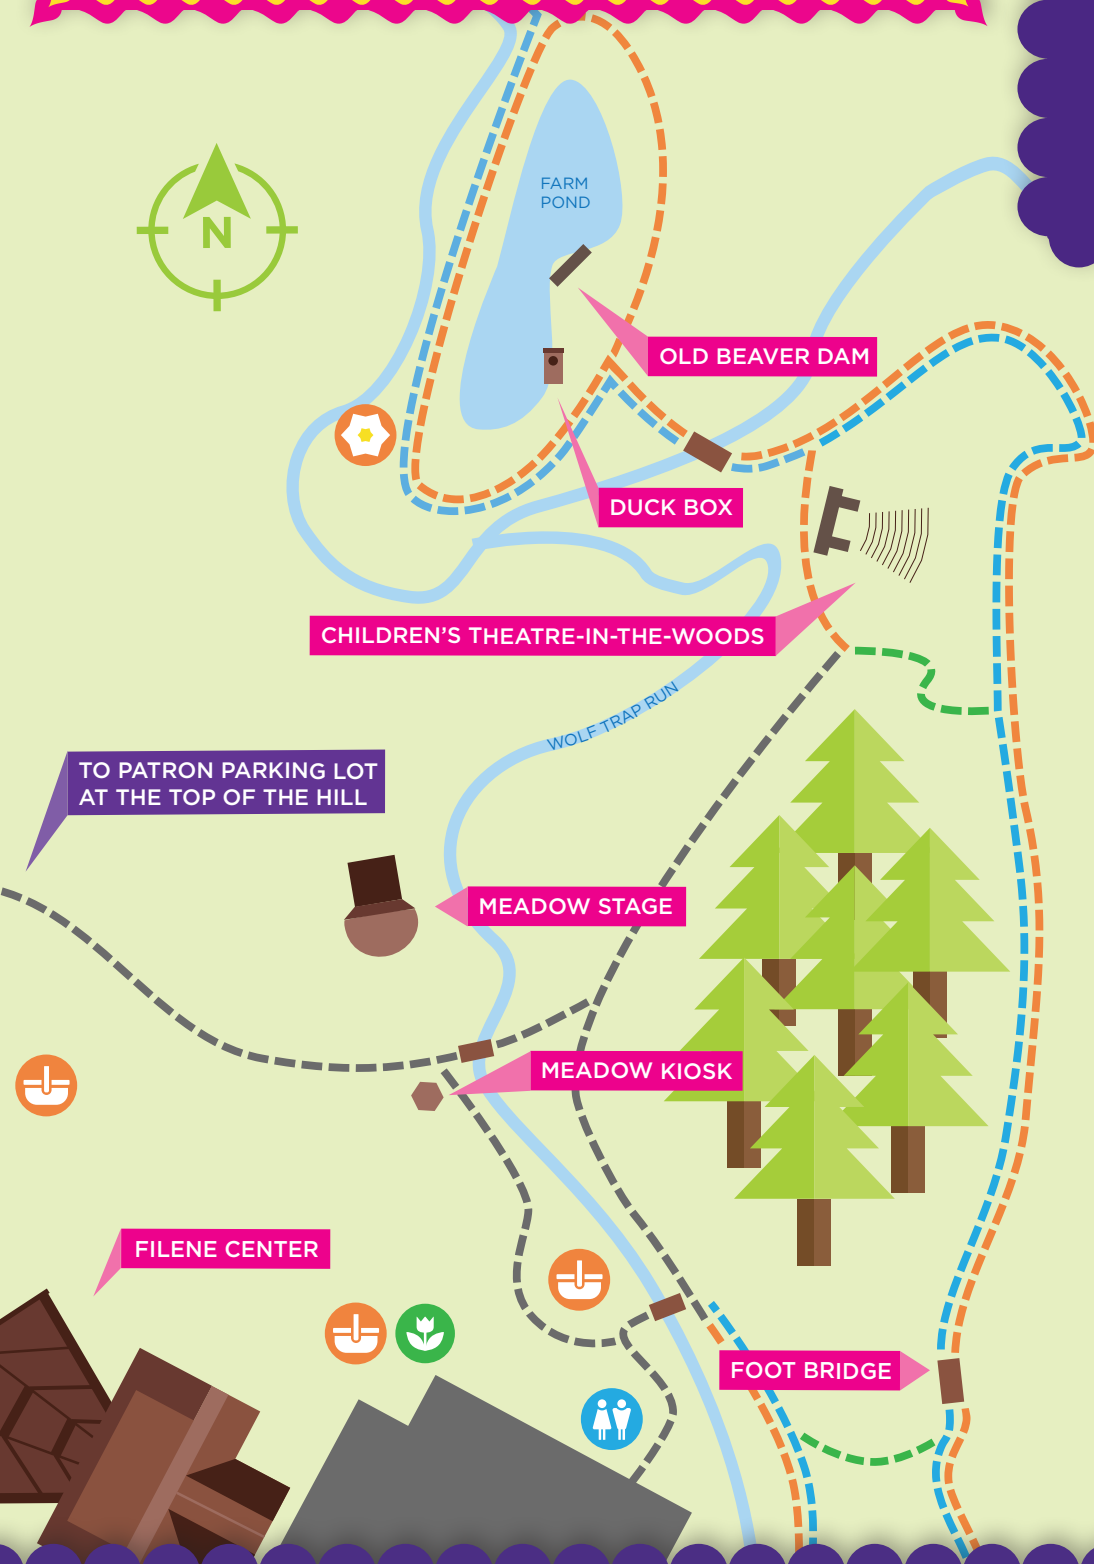 FARM
POND
N
OLD BEAVER DAM
DUCK BOX
CHILDREN'S THEATRE-IN-THE-WOODS
WOLF TRAP RUN
TO PATRON PARKING LOT
AT THE TOP OF THE HILL
MEADOW STAGE
MEADOW KIOSK
FILENE CENTER
FOOT BRIDGE